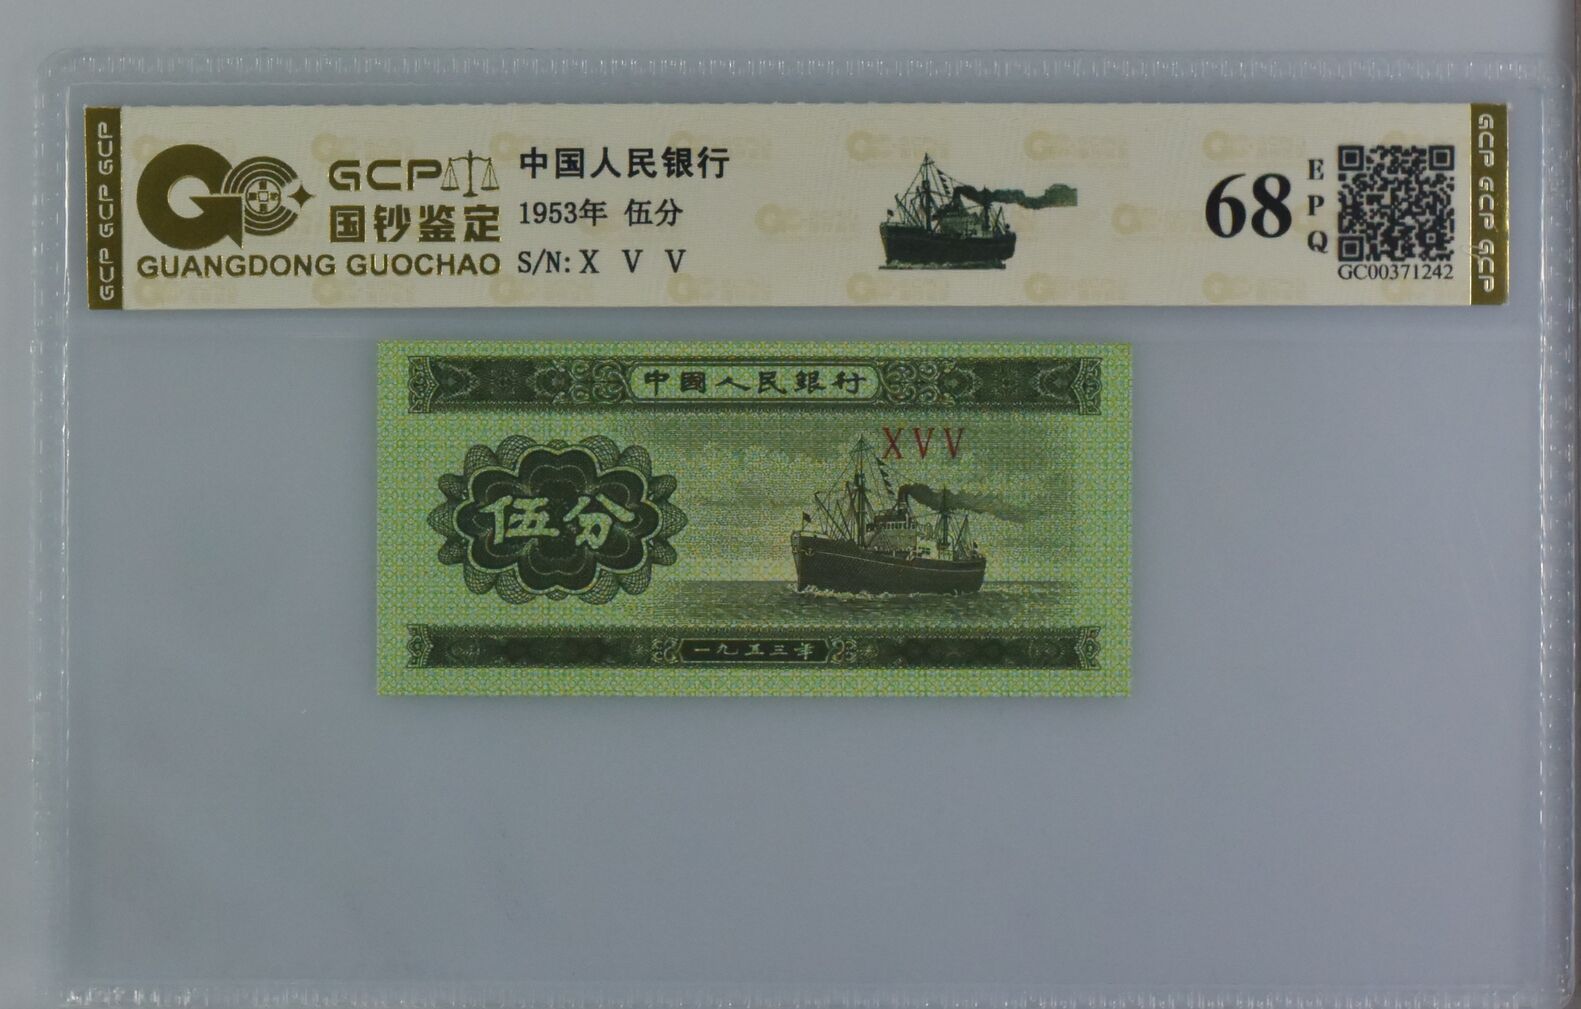 GCP GCP GCP
GCP
国钞鉴定
GUANGDONG GUOCHAO
中国人民银行
1953年 伍分
S/N: X V V
68
E
P
Q
GC00371242
GCP GCP GCP
中國人民銀行
XVV
伍分
一九五三年